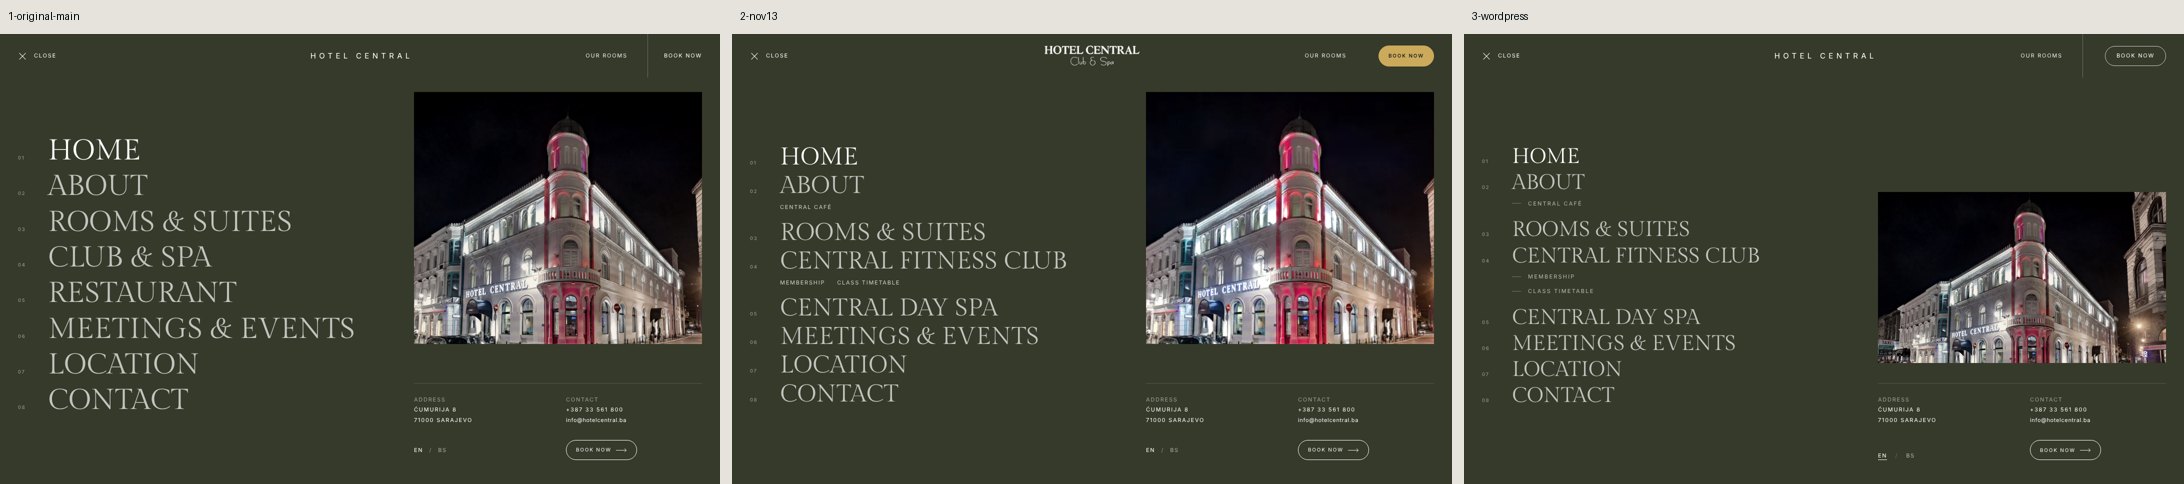 1-original-main
CLOSE
HOTEL CENTRAL
OUR ROOMS
BOOK NOW
01 HOME
02 ABOUT
03 ROOMS & SUITES
04 CLUB & SPA
05 RESTAURANT
06 MEETINGS & EVENTS
07 LOCATION
08 CONTACT
HOTEL CENTRAL
ADDRESS
ČUMURIJA 8
71000 SARAJEVO
CONTACT
+387 33 561 800
info@hotelcentral.ba
EN / BS
BOOK NOW
2-nov13
CLOSE
HOTEL CENTRAL
Club & Spa
OUR ROOMS
BOOK NOW
01 HOME
02 ABOUT
CENTRAL CAFÉ
03 ROOMS & SUITES
04 CENTRAL FITNESS CLUB
MEMBERSHIP CLASS TIMETABLE
05 CENTRAL DAY SPA
06 MEETINGS & EVENTS
07 LOCATION
08 CONTACT
HOTEL CENTRAL
ADDRESS
ČUMURIJA 8
71000 SARAJEVO
CONTACT
+387 33 561 800
info@hotelcentral.ba
EN / BS
BOOK NOW
3-wordpress
CLOSE
HOTEL CENTRAL
OUR ROOMS
BOOK NOW
01 HOME
02 ABOUT
CENTRAL CAFÉ
03 ROOMS & SUITES
04 CENTRAL FITNESS CLUB
MEMBERSHIP
CLASS TIMETABLE
05 CENTRAL DAY SPA
06 MEETINGS & EVENTS
07 LOCATION
08 CONTACT
HOTEL CENTRAL
ADDRESS
ČUMURIJA 8
71000 SARAJEVO
CONTACT
+387 33 561 800
info@hotelcentral.ba
EN / BS
BOOK NOW